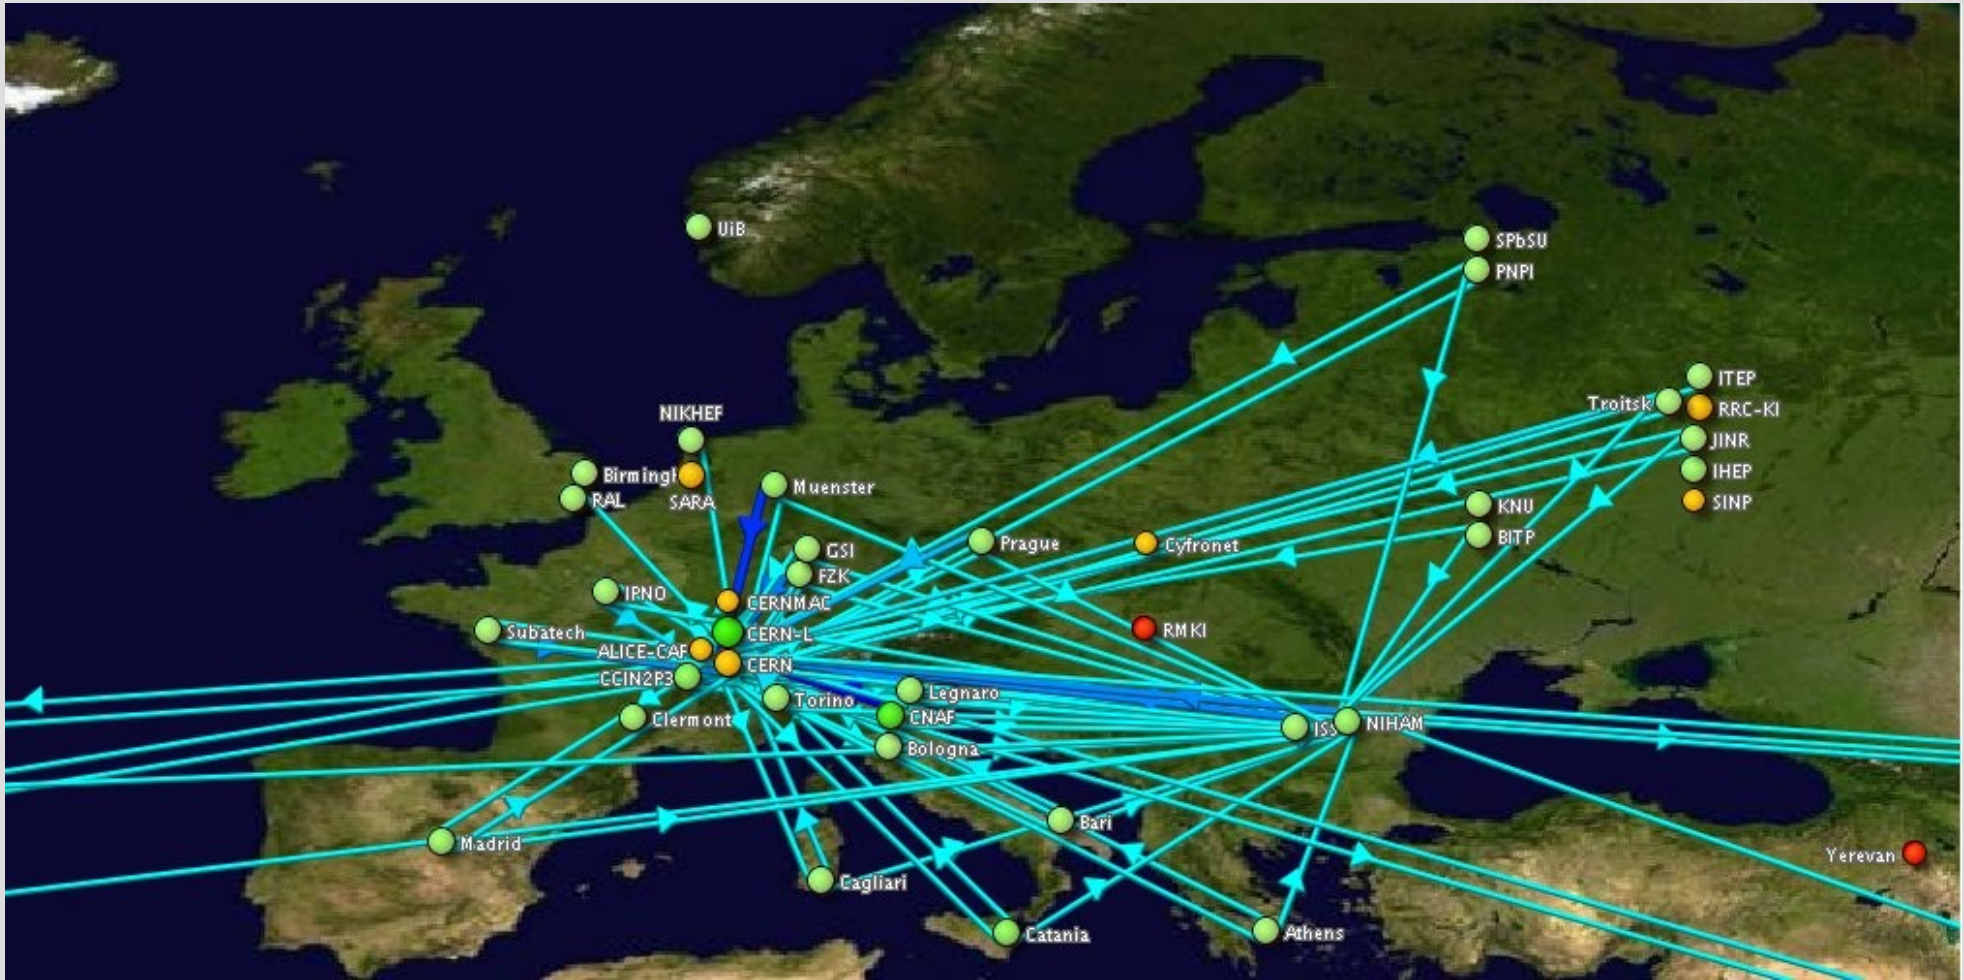 UiB
SPbSU
PNPI
ITEP
Troitsk
RRC-KI
NIKHEF
JINR
IHEP
Birmingh
Muenster
RAL
SARA
SINP
KNU
BITP
Prague
Cyfronet
GSI
FZK
IPNO
CERNMAC
Subatech
CERN-L
RMKI
ALICE-CAF
CERN
CCIN2P3
Legnaro
Torino
Clermont
CNAF
ISS
NIHAM
Bologna
Bari
Madrid
Yerevan
Cagliari
Catania
Athens